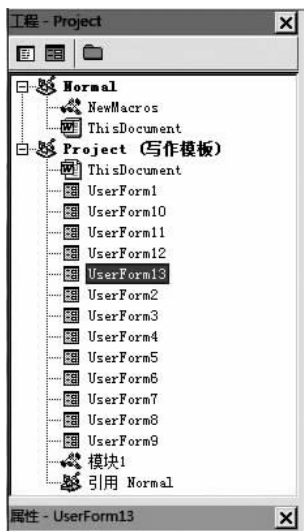 工程 - Project
Normal
NewMacros
ThisDocument
Project (写作模板)
ThisDocument
UserForm1
UserForm10
UserForm11
UserForm12
UserForm13
UserForm2
UserForm3
UserForm4
UserForm5
UserForm6
UserForm7
UserForm8
UserForm9
模块1
引用 Normal
属性 - UserForm13